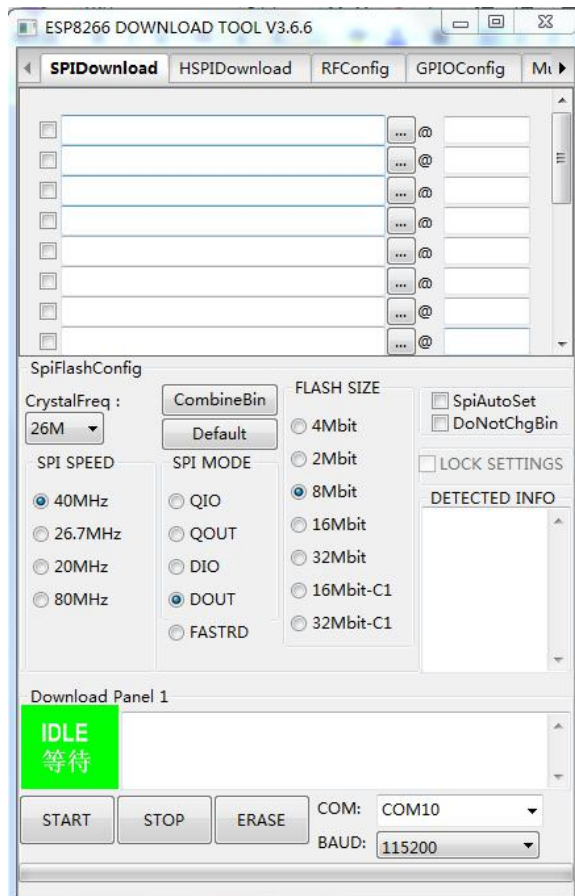 ESP8266 DOWNLOAD TOOL V3.6.6
SPIDownload HSPIDownload RFConfig GPIOConfig
... @
... @
... @
... @
... @
... @
... @
... @
SpiFlashConfig
CrystalFreq :
26M
CombineBin
Default
SPI SPEED
40MHz
26.7MHz
20MHz
80MHz
SPI MODE
QIO
QOUT
DIO
DOUT
FASTRD
FLASH SIZE
4Mbit
2Mbit
8Mbit
16Mbit
32Mbit
16Mbit-C1
32Mbit-C1
SpiAutoSet
DoNotChgBin
LOCK SETTINGS
DETECTED INFO
Download Panel 1
IDLE
等待
START STOP ERASE
COM: COM10
BAUD: 115200